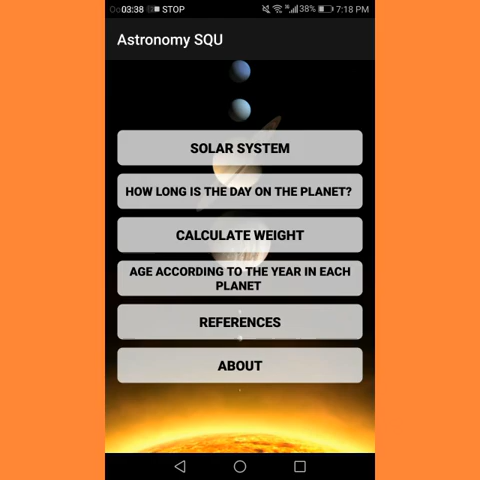 03:38 STOP 38% 7:18 PM
Astronomy SQU
SOLAR SYSTEM
HOW LONG IS THE DAY ON THE PLANET?
CALCULATE WEIGHT
AGE ACCORDING TO THE YEAR IN EACH
PLANET
REFERENCES
ABOUT